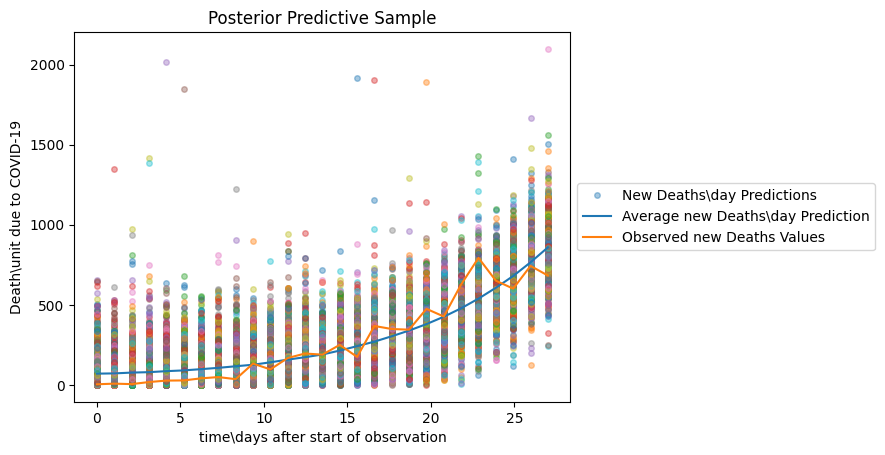 Posterior Predictive Sample
Death\unit due to COVID-19
2000
1500
1000
500
0
0 5 10 15 20 25
time\days after start of observation
New Deaths\day Predictions
Average new Deaths\day Prediction
Observed new Deaths Values